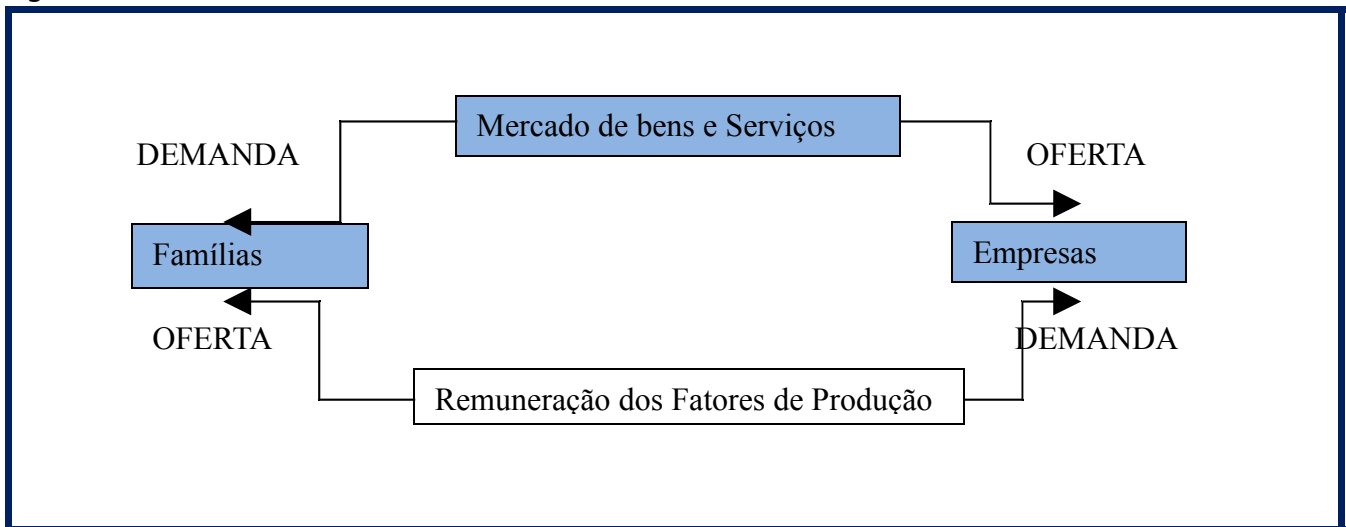 Mercado de bens e Serviços
DEMANDA
OFERTA
Famílias
Empresas
OFERTA
DEMANDA
Remuneração dos Fatores de Produção